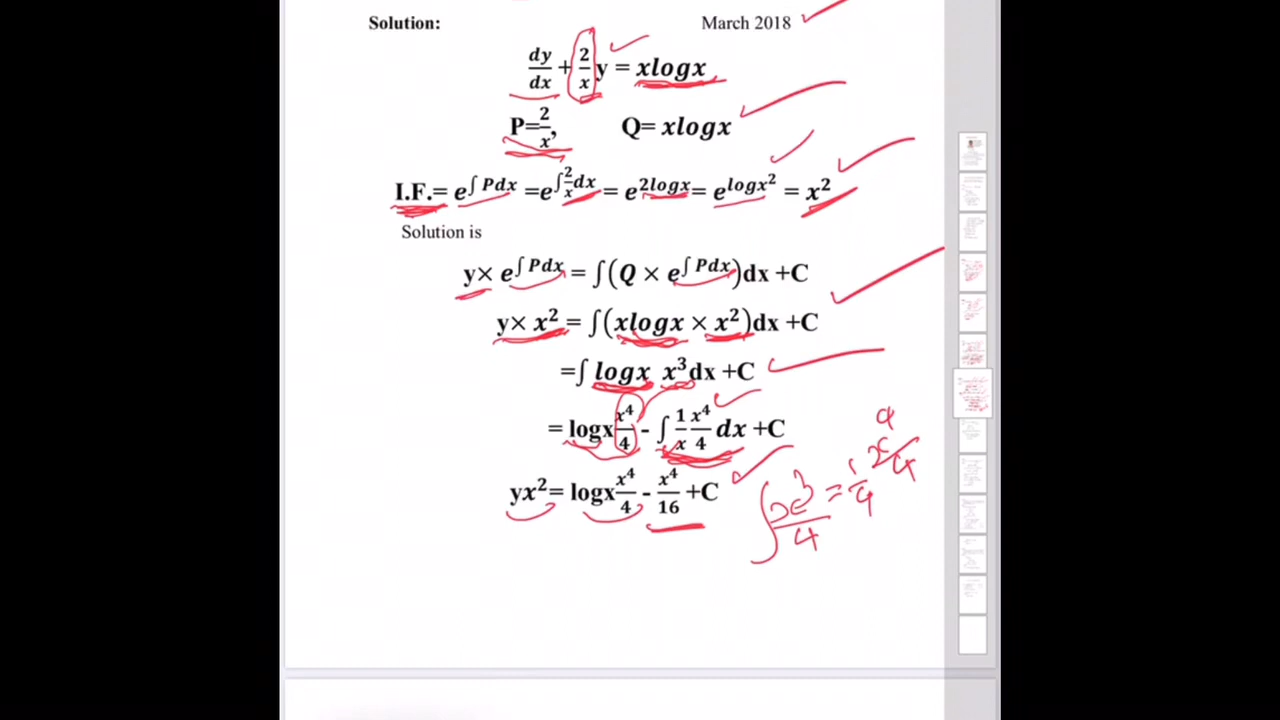 Solution: March 2018
dy/dx + 2/x y = xlogx
P=2/x, Q= xlogx
I.F.= e^∫Pdx =e^∫2/x dx = e^2logx = e^logx² = x²
Solution is
y× e^∫Pdx = ∫(Q × e^∫Pdx)dx +C
y× x² = ∫(xlogx × x²)dx +C
=∫ logx x³dx +C
= logx x⁴/4 - ∫ 1/x x⁴/4 dx +C
yx²= logx x⁴/4 - x⁴/16 +C
∫ x³/4 = 1/4 x⁴/4